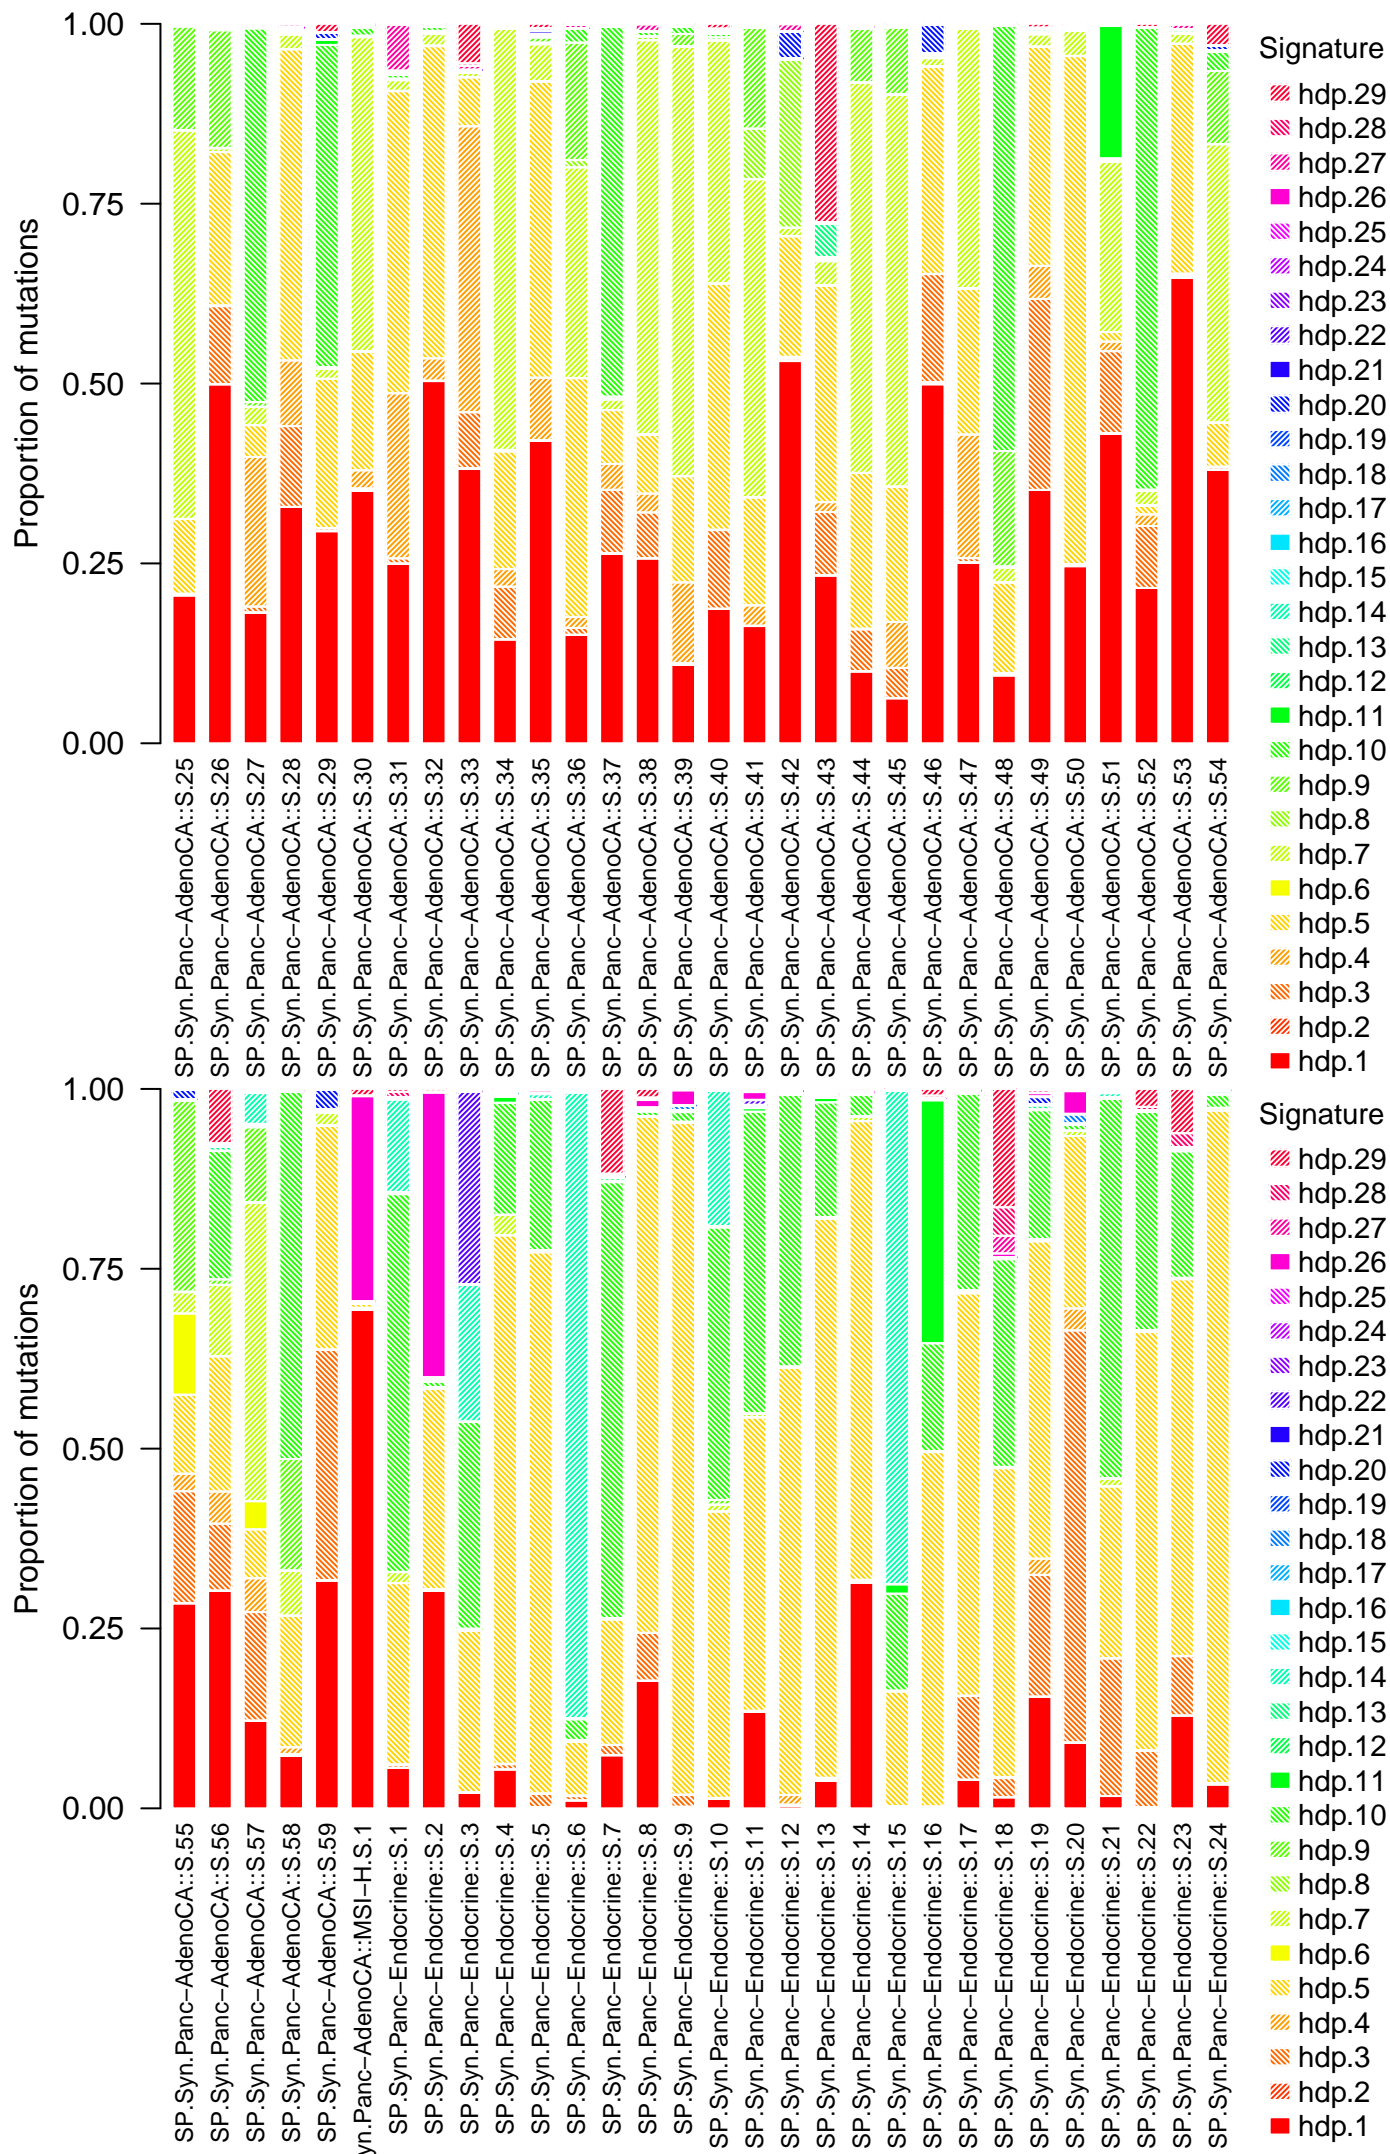 Proportion of mutations
1.00
0.75
0.50
0.25
0.00
SP.Syn.Panc−AdenoCA::S.25
SP.Syn.Panc−AdenoCA::S.26
SP.Syn.Panc−AdenoCA::S.27
SP.Syn.Panc−AdenoCA::S.28
SP.Syn.Panc−AdenoCA::S.29
SP.Syn.Panc−AdenoCA::S.30
SP.Syn.Panc−AdenoCA::S.31
SP.Syn.Panc−AdenoCA::S.32
SP.Syn.Panc−AdenoCA::S.33
SP.Syn.Panc−AdenoCA::S.34
SP.Syn.Panc−AdenoCA::S.35
SP.Syn.Panc−AdenoCA::S.36
SP.Syn.Panc−AdenoCA::S.37
SP.Syn.Panc−AdenoCA::S.38
SP.Syn.Panc−AdenoCA::S.39
SP.Syn.Panc−AdenoCA::S.40
SP.Syn.Panc−AdenoCA::S.41
SP.Syn.Panc−AdenoCA::S.42
SP.Syn.Panc−AdenoCA::S.43
SP.Syn.Panc−AdenoCA::S.44
SP.Syn.Panc−AdenoCA::S.45
SP.Syn.Panc−AdenoCA::S.46
SP.Syn.Panc−AdenoCA::S.47
SP.Syn.Panc−AdenoCA::S.48
SP.Syn.Panc−AdenoCA::S.49
SP.Syn.Panc−AdenoCA::S.50
SP.Syn.Panc−AdenoCA::S.51
SP.Syn.Panc−AdenoCA::S.52
SP.Syn.Panc−AdenoCA::S.53
SP.Syn.Panc−AdenoCA::S.54
Signature
hdp.29
hdp.28
hdp.27
hdp.26
hdp.25
hdp.24
hdp.23
hdp.22
hdp.21
hdp.20
hdp.19
hdp.18
hdp.17
hdp.16
hdp.15
hdp.14
hdp.13
hdp.12
hdp.11
hdp.10
hdp.9
hdp.8
hdp.7
hdp.6
hdp.5
hdp.4
hdp.3
hdp.2
hdp.1
Proportion of mutations
1.00
0.75
0.50
0.25
0.00
SP.Syn.Panc−AdenoCA::S.55
SP.Syn.Panc−AdenoCA::S.56
SP.Syn.Panc−AdenoCA::S.57
SP.Syn.Panc−AdenoCA::S.58
SP.Syn.Panc−AdenoCA::S.59
yn.Panc−AdenoCA::MSI−H.S.1
SP.Syn.Panc−Endocrine::S.1
SP.Syn.Panc−Endocrine::S.2
SP.Syn.Panc−Endocrine::S.3
SP.Syn.Panc−Endocrine::S.4
SP.Syn.Panc−Endocrine::S.5
SP.Syn.Panc−Endocrine::S.6
SP.Syn.Panc−Endocrine::S.7
SP.Syn.Panc−Endocrine::S.8
SP.Syn.Panc−Endocrine::S.9
SP.Syn.Panc−Endocrine::S.10
SP.Syn.Panc−Endocrine::S.11
SP.Syn.Panc−Endocrine::S.12
SP.Syn.Panc−Endocrine::S.13
SP.Syn.Panc−Endocrine::S.14
SP.Syn.Panc−Endocrine::S.15
SP.Syn.Panc−Endocrine::S.16
SP.Syn.Panc−Endocrine::S.17
SP.Syn.Panc−Endocrine::S.18
SP.Syn.Panc−Endocrine::S.19
SP.Syn.Panc−Endocrine::S.20
SP.Syn.Panc−Endocrine::S.21
SP.Syn.Panc−Endocrine::S.22
SP.Syn.Panc−Endocrine::S.23
SP.Syn.Panc−Endocrine::S.24
Signature
hdp.29
hdp.28
hdp.27
hdp.26
hdp.25
hdp.24
hdp.23
hdp.22
hdp.21
hdp.20
hdp.19
hdp.18
hdp.17
hdp.16
hdp.15
hdp.14
hdp.13
hdp.12
hdp.11
hdp.10
hdp.9
hdp.8
hdp.7
hdp.6
hdp.5
hdp.4
hdp.3
hdp.2
hdp.1